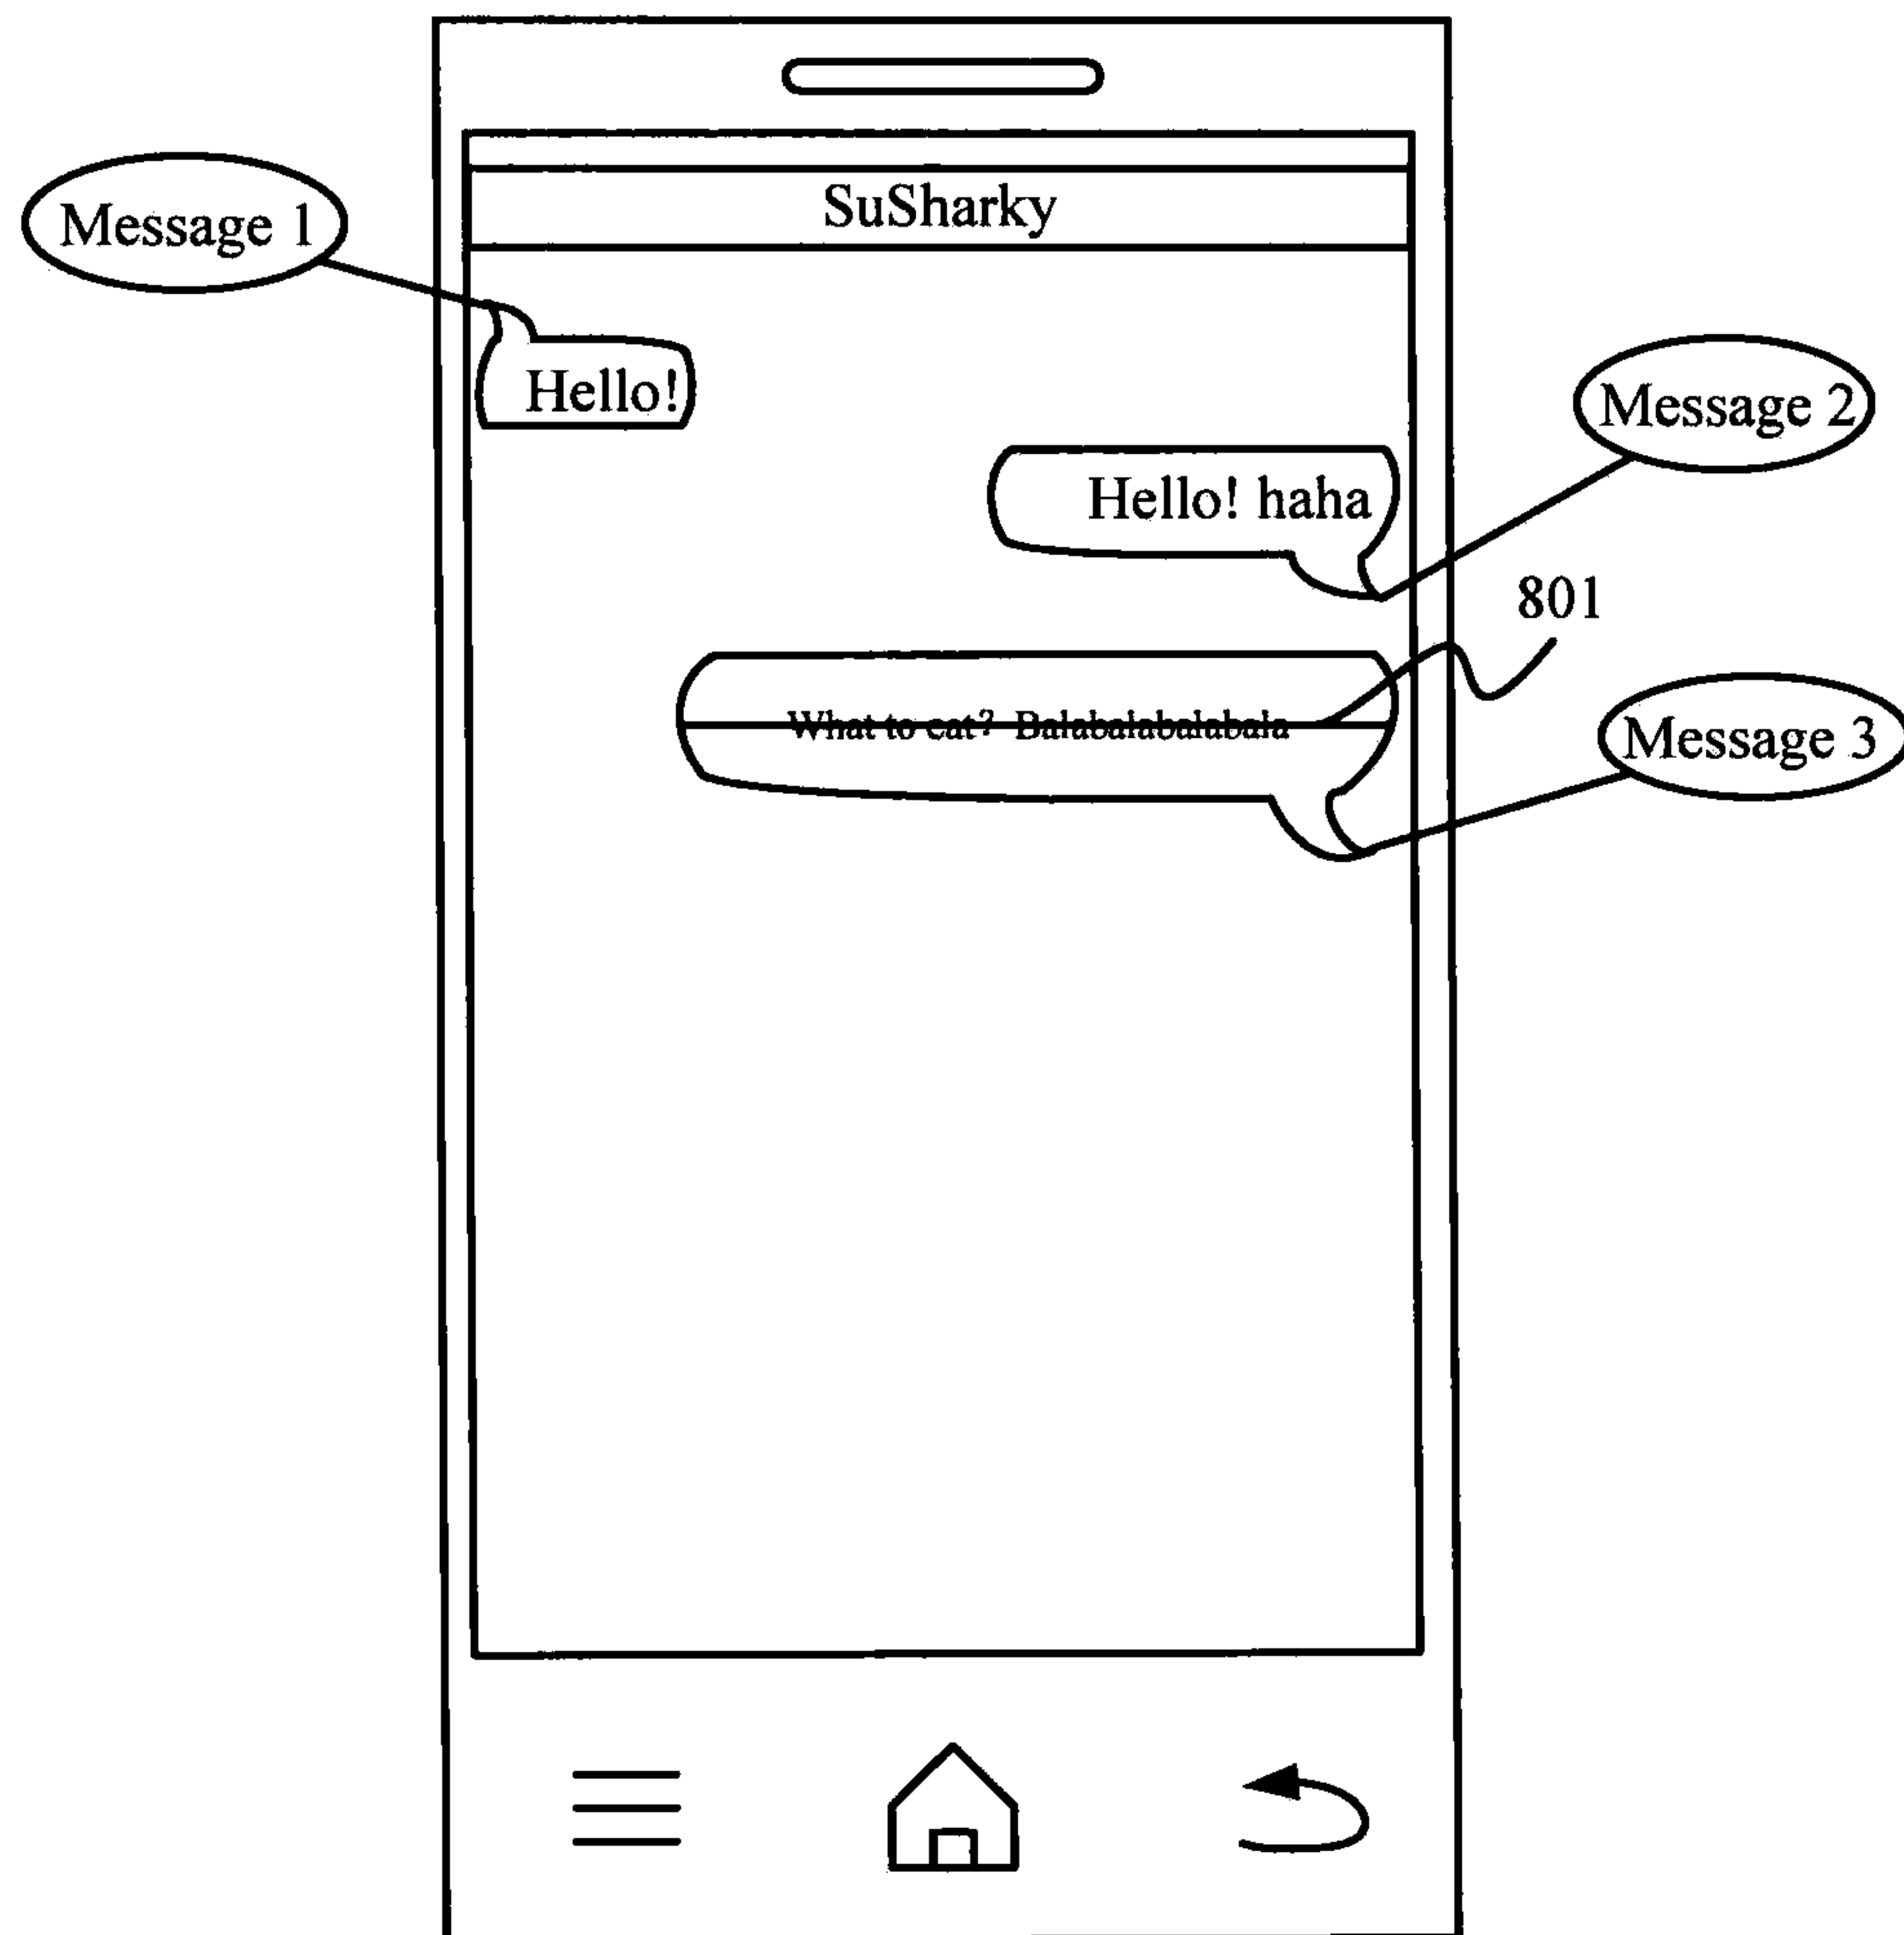 SuSharky
Message 1
Hello!
Message 2
Hello! haha
801
What to eat? Balabalabalabala
Message 3